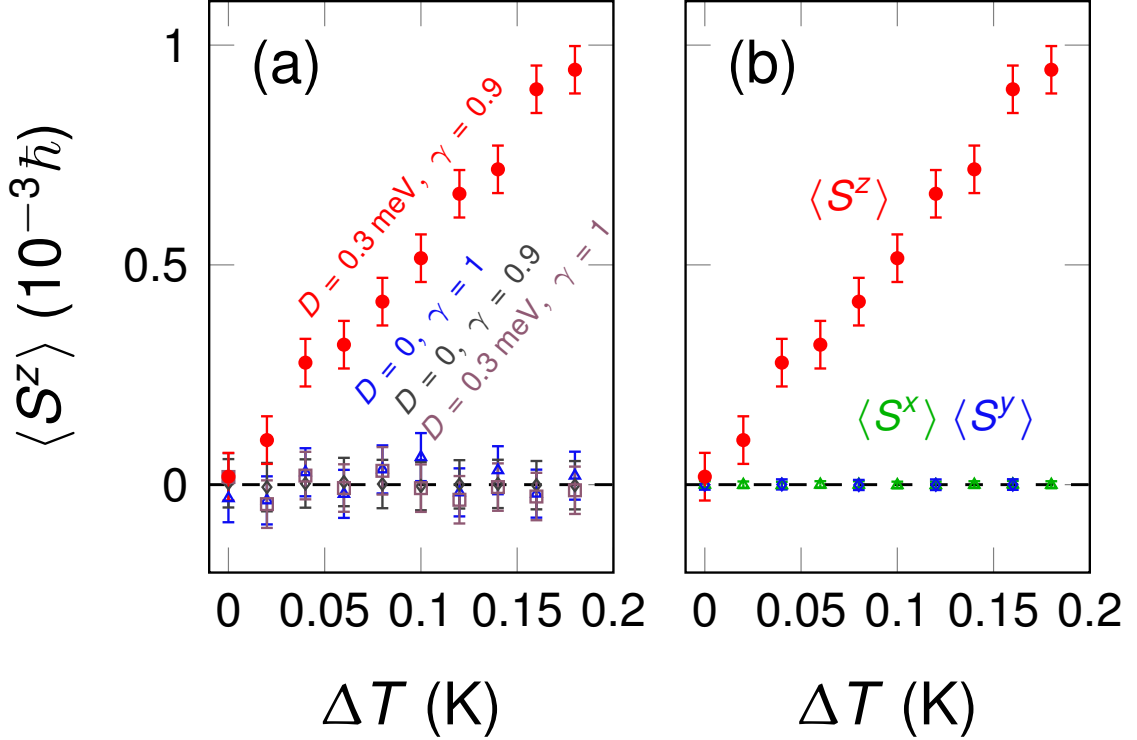 ⟨S^z⟩ (10^−3 ħ)
1
0.5
0
(a)
D = 0.3 meV, γ = 0.9
D = 0, γ = 1
D = 0, γ = 0.9
D = 0.3 meV, γ = 1
0 0.05 0.1 0.15 0.2
ΔT (K)
(b)
⟨S^z⟩
⟨S^x⟩ ⟨S^y⟩
0 0.05 0.1 0.15 0.2
ΔT (K)